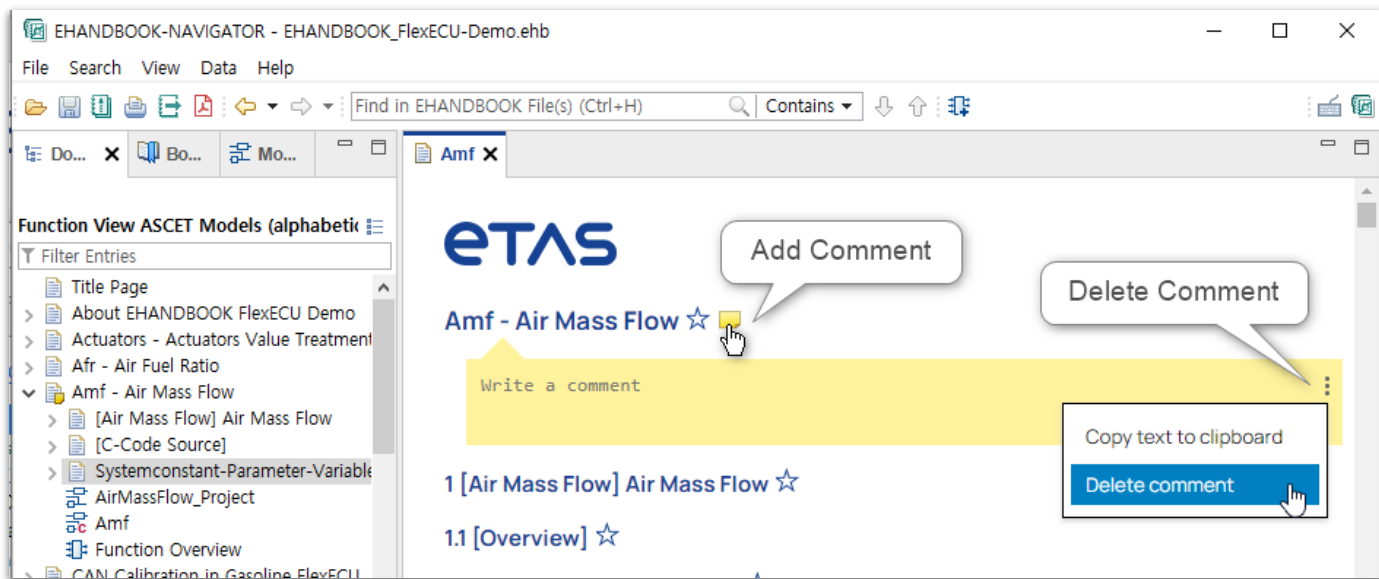 EHANDBOOK-NAVIGATOR - EHANDBOOK_FlexECU-Demo.ehb
File Search View Data Help
Find in EHANDBOOK File(s) (Ctrl+H) Contains
Do... Bo... Mo... Amf
Function View ASCET Models (alphabetic
Filter Entries
Title Page
About EHANDBOOK FlexECU Demo
Actuators - Actuators Value Treatment
Afr - Air Fuel Ratio
Amf - Air Mass Flow
[Air Mass Flow] Air Mass Flow
[C-Code Source]
Systemconstant-Parameter-Variable
AirMassFlow_Project
Amf
Function Overview
CAN Calibration in Gasoline FlexECU
eTAS
Add Comment
Delete Comment
Amf - Air Mass Flow
Write a comment
Copy text to clipboard
Delete comment
1 [Air Mass Flow] Air Mass Flow
1.1 [Overview]